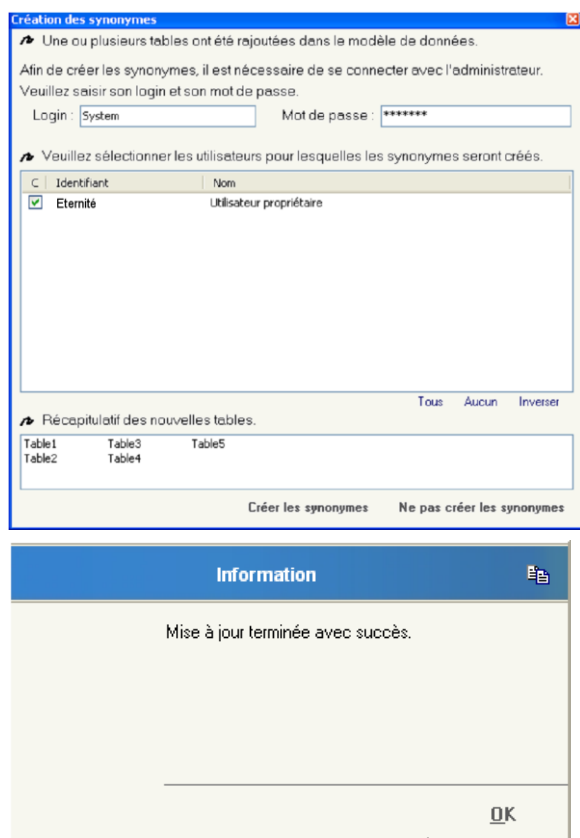 Création des synonymes
Une ou plusieurs tables ont été rajoutées dans le modèle de données.
Afin de créer les synonymes, il est nécessaire de se connecter avec l'administrateur.
Veuillez saisir son login et son mot de passe.
Login : System Mot de passe : *******
Veuillez sélectionner les utilisateurs pour lesquelles les synonymes seront créés.
C Identifiant Nom
Eternité Utilisateur propriétaire
Tous Aucun Inverser
Récapitulatif des nouvelles tables.
Table1 Table3 Table5
Table2 Table4
Créer les synonymes Ne pas créer les synonymes
Information
Mise à jour terminée avec succès.
OK